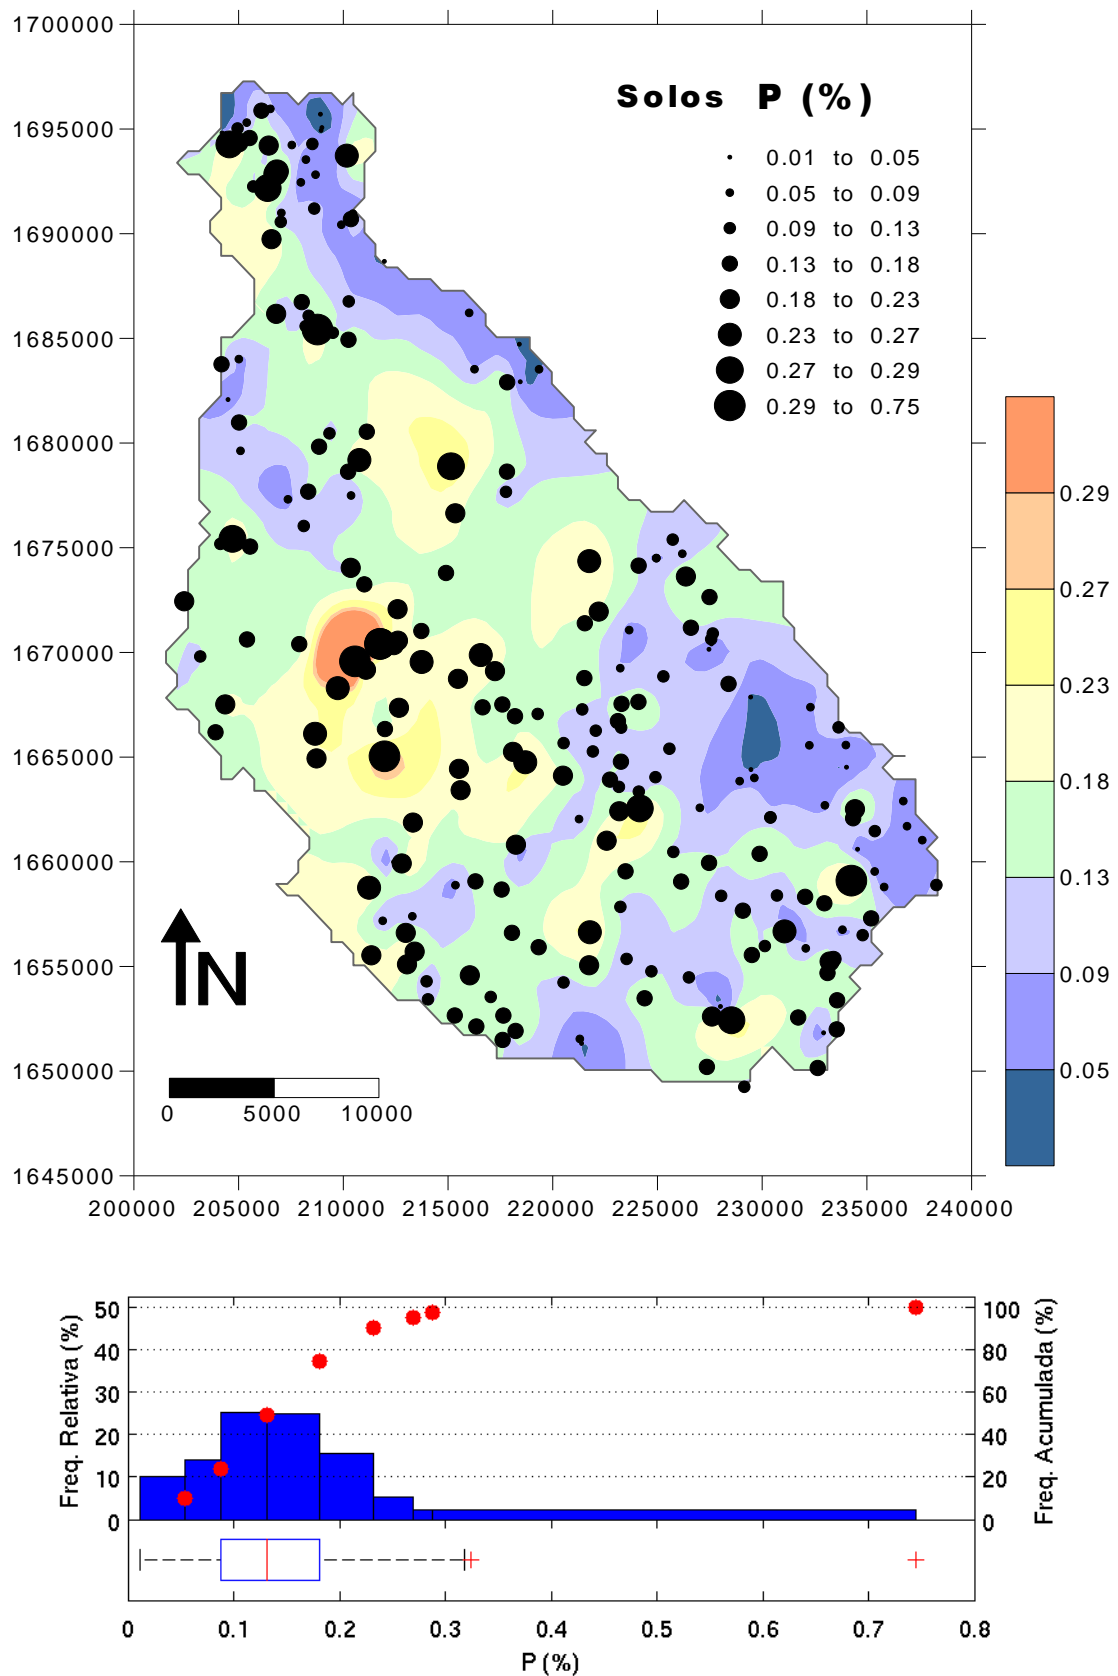 1700000
Solos P (%)
1695000
0.01 to 0.05
0.05 to 0.09
1690000
0.09 to 0.13
0.13 to 0.18
0.18 to 0.23
1685000
0.23 to 0.27
0.27 to 0.29
0.29 to 0.75
1680000
0.29
1675000
0.27
1670000
0.23
1665000
0.18
1660000
0.13
1655000
N
0.09
1650000
0.05
0 5000 10000
1645000
200000 205000 210000 215000 220000 225000 230000 235000 240000
Freq. Relativa (%)
50
40
30
20
10
0
100
80
60
40
20
0
Freq. Acumulada (%)
0 0.1 0.2 0.3 0.4 0.5 0.6 0.7 0.8
P (%)